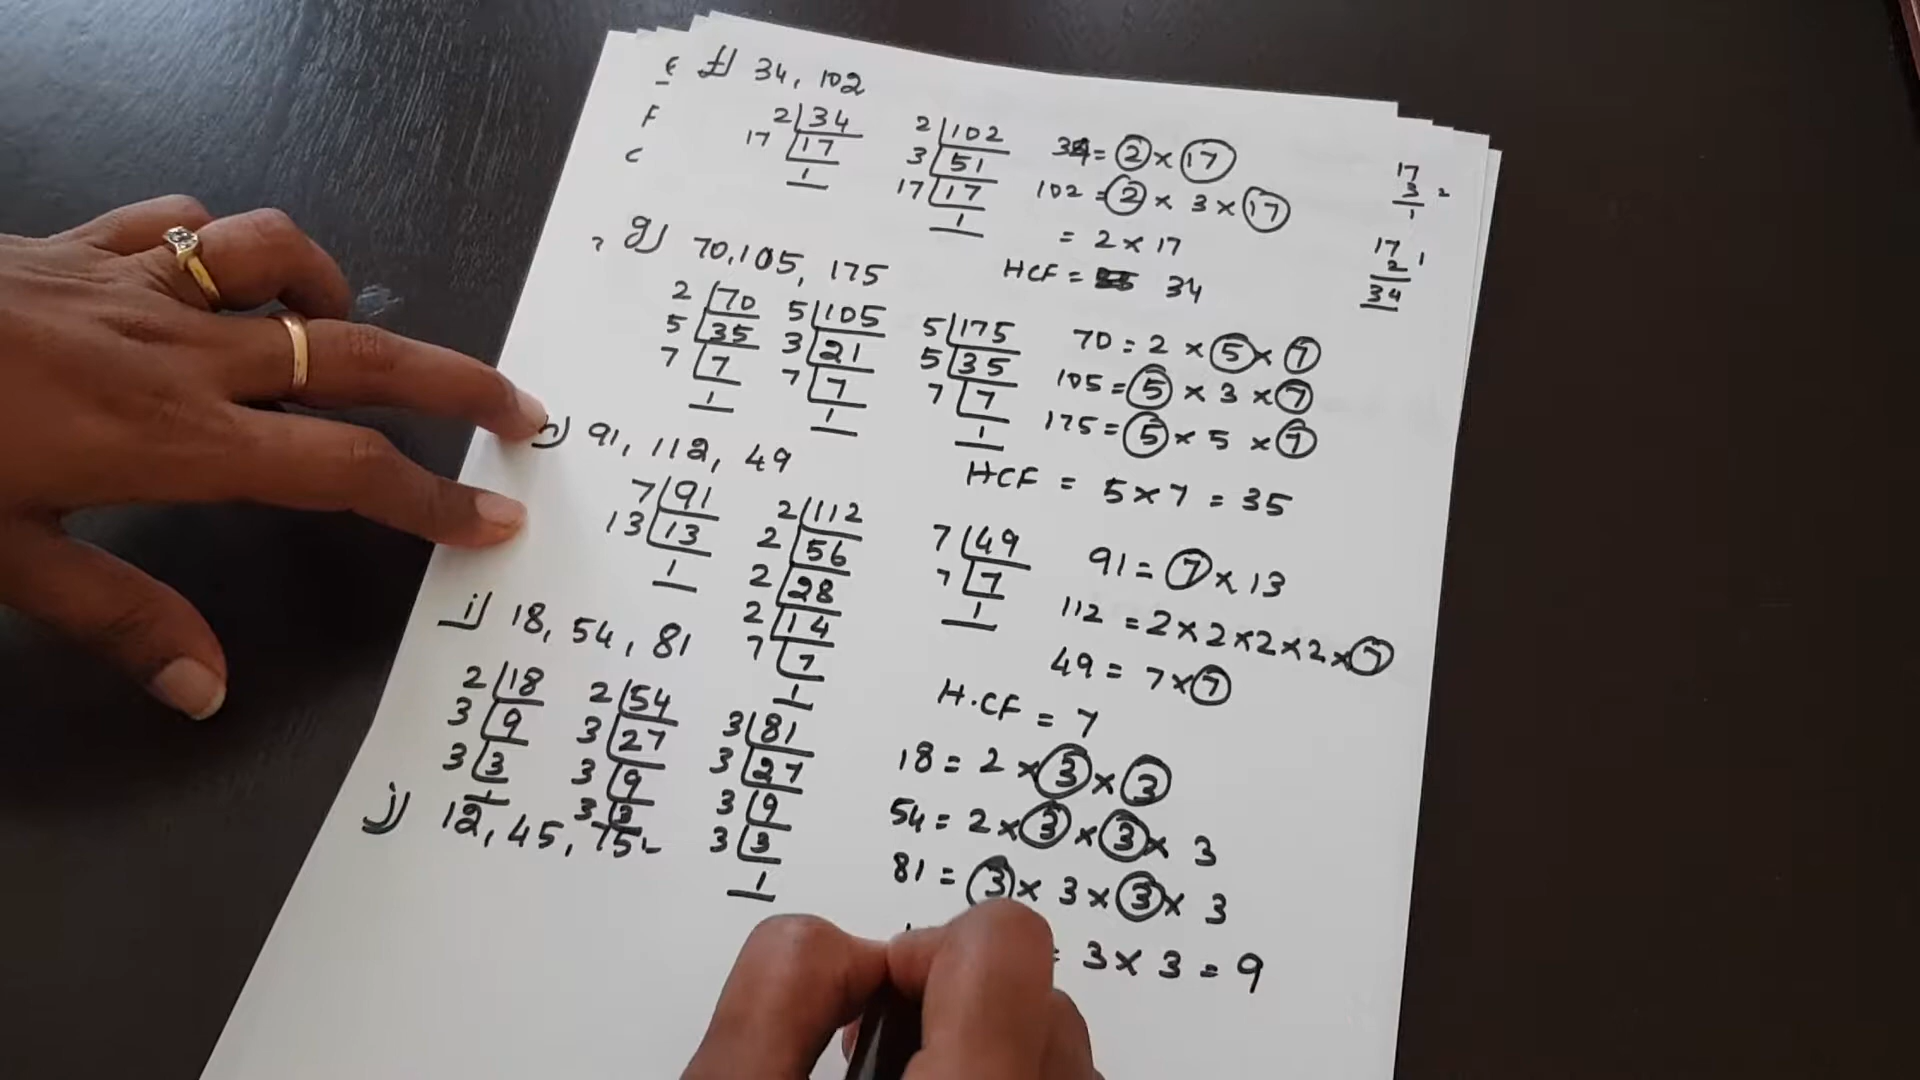 f) 34, 102
2 34
17 17
1
2 102
3 51
17 17
1
34 = 2 × 17
102 = 2 × 3 × 17
= 2 × 17
HCF = 34
17
3 2
1
17
2 1
34
g) 70, 105, 175
2 70
5 35
7 7
1
5 105
3 21
7 7
1
5 175
5 35
7 7
1
70 = 2 × 5 × 7
105 = 5 × 3 × 7
175 = 5 × 5 × 7
HCF = 5 × 7 = 35
h) 91, 112, 49
7 91
13 13
1
2 112
2 56
2 28
2 14
7 7
1
7 49
7 7
1
91 = 7 × 13
112 = 2 × 2 × 2 × 2 × 7
49 = 7 × 7
H.CF = 7
i) 18, 54, 81
2 18
3 9
3 3
1
2 54
3 27
3 9
3 3
3 81
3 27
3 9
3 3
1
18 = 2 × 3 × 3
54 = 2 × 3 × 3 × 3
81 = 3 × 3 × 3 × 3
= 3 × 3 = 9
j) 12, 45, 75